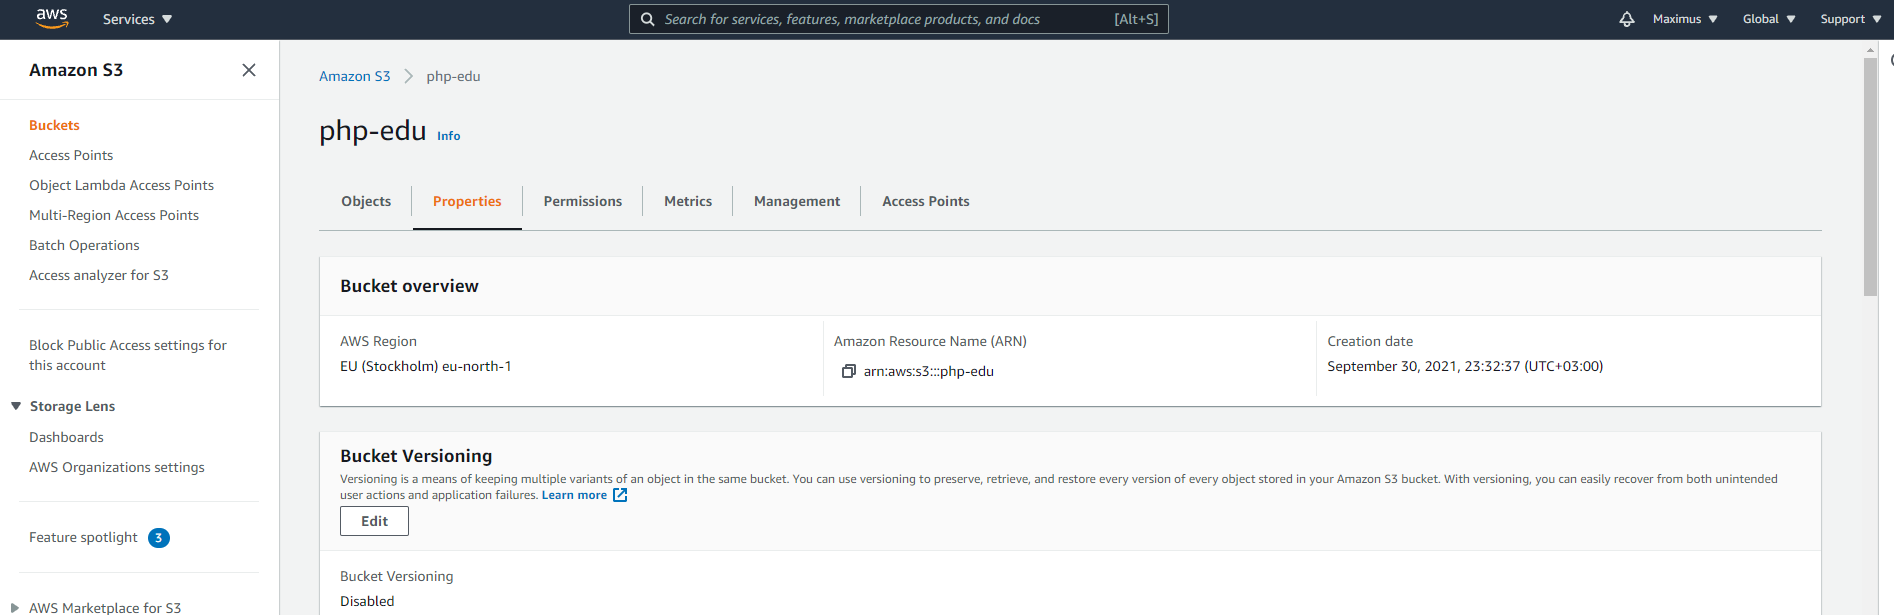 aws Services Search for services, features, marketplace products, and docs [Alt+S] Maximus Global Support
Amazon S3
Buckets
Access Points
Object Lambda Access Points
Multi-Region Access Points
Batch Operations
Access analyzer for S3
Block Public Access settings for
this account
Storage Lens
Dashboards
AWS Organizations settings
Feature spotlight 3
AWS Marketplace for S3
Amazon S3 php-edu
php-edu Info
Objects Properties Permissions Metrics Management Access Points
Bucket overview
AWS Region
EU (Stockholm) eu-north-1
Amazon Resource Name (ARN)
arn:aws:s3:::php-edu
Creation date
September 30, 2021, 23:32:37 (UTC+03:00)
Bucket Versioning
Versioning is a means of keeping multiple variants of an object in the same bucket. You can use versioning to preserve, retrieve, and restore every version of every object stored in your Amazon S3 bucket. With versioning, you can easily recover from both unintended
user actions and application failures. Learn more
Edit
Bucket Versioning
Disabled